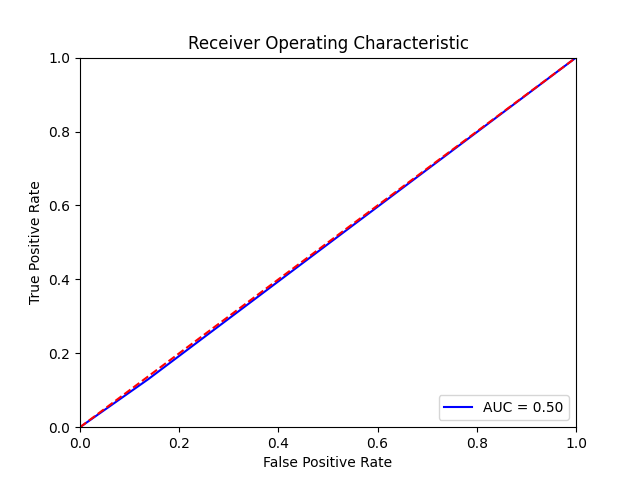 Receiver Operating Characteristic
1.0
0.8
0.6
0.4
0.2
0.0
True Positive Rate
AUC = 0.50
0.0 0.2 0.4 0.6 0.8 1.0
False Positive Rate